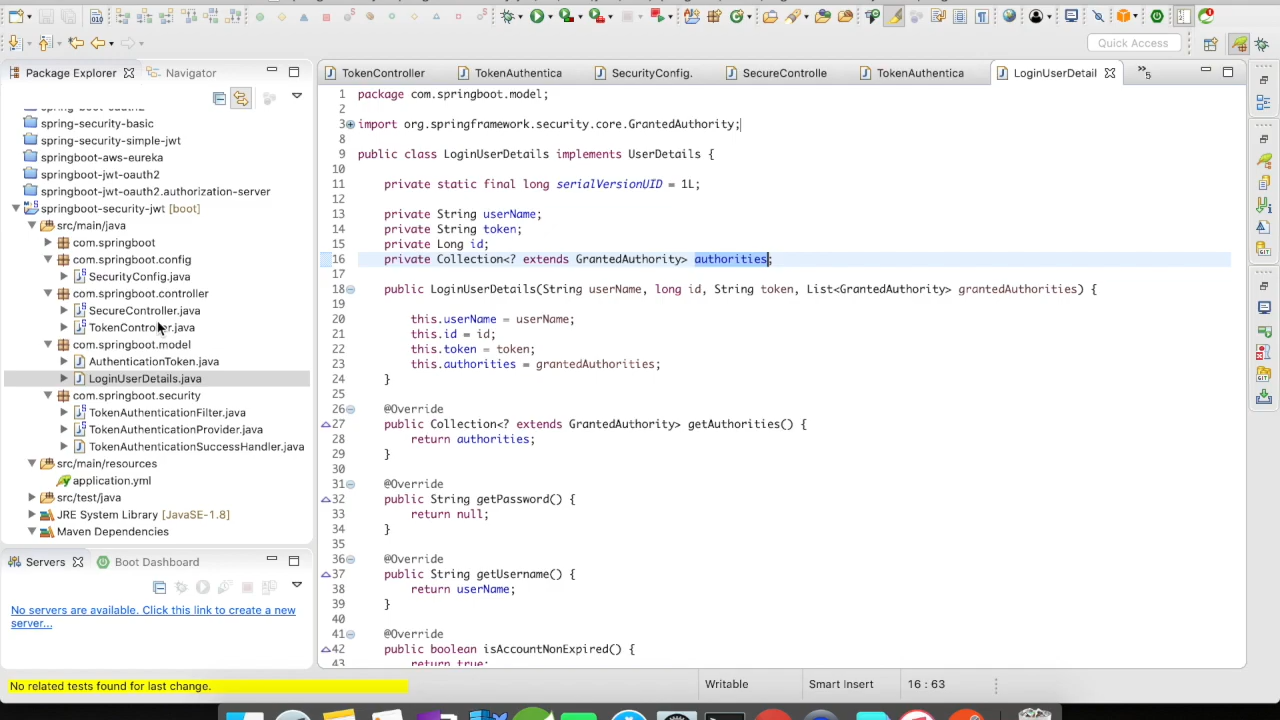 Quick Access
Package Explorer
Navigator
spring-security-basic
spring-security-simple-jwt
springboot-aws-eureka
springboot-jwt-oauth2
springboot-jwt-oauth2.authorization-server
springboot-security-jwt [boot]
src/main/java
com.springboot
com.springboot.config
SecurityConfig.java
com.springboot.controller
SecureController.java
TokenController.java
com.springboot.model
AuthenticationToken.java
LoginUserDetails.java
com.springboot.security
TokenAuthenticationFilter.java
TokenAuthenticationProvider.java
TokenAuthenticationSuccessHandler.java
src/main/resources
application.yml
src/test/java
JRE System Library [JavaSE-1.8]
Maven Dependencies
Servers
Boot Dashboard
No servers are available. Click this link to create a new
server...
TokenController
TokenAuthentica
SecurityConfig.
SecureControlle
TokenAuthentica
LoginUserDetail
»5
1 package com.springboot.model;
2
3 import org.springframework.security.core.GrantedAuthority;
8
9 public class LoginUserDetails implements UserDetails {
10
11 private static final long serialVersionUID = 1L;
12
13 private String userName;
14 private String token;
15 private Long id;
16 private Collection<? extends GrantedAuthority> authorities;
17
18 public LoginUserDetails(String userName, long id, String token, List<GrantedAuthority> grantedAuthorities) {
19
20 this.userName = userName;
21 this.id = id;
22 this.token = token;
23 this.authorities = grantedAuthorities;
24 }
25
26 @Override
27 public Collection<? extends GrantedAuthority> getAuthorities() {
28 return authorities;
29 }
30
31 @Override
32 public String getPassword() {
33 return null;
34 }
35
36 @Override
37 public String getUsername() {
38 return userName;
39 }
40
41 @Override
42 public boolean isAccountNonExpired() {
43 return true;
No related tests found for last change.
Writable
Smart Insert
16 : 63